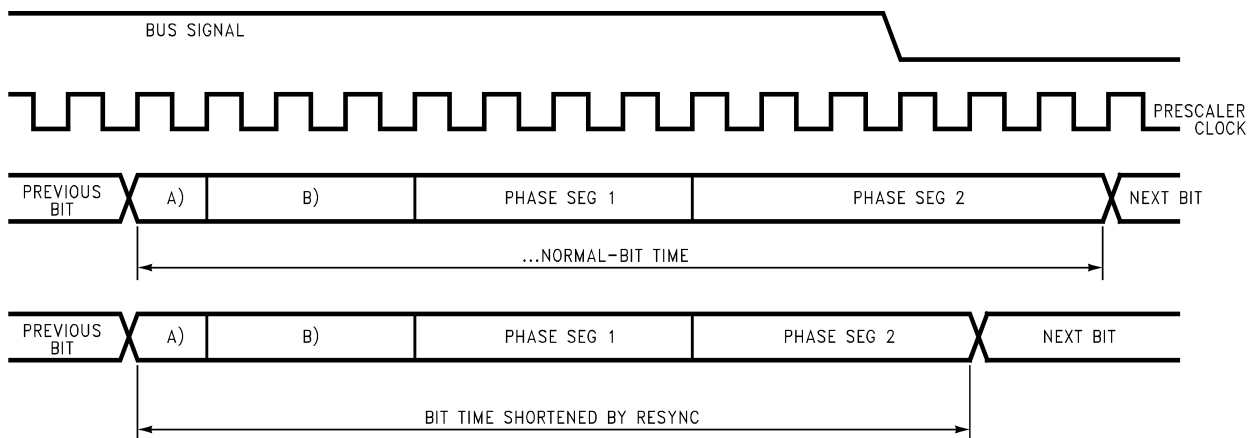 BUS SIGNAL
PRESCALER
CLOCK
PREVIOUS
BIT
A)
B)
PHASE SEG 1
PHASE SEG 2
NEXT BIT
...NORMAL-BIT TIME
PREVIOUS
BIT
A)
B)
PHASE SEG 1
PHASE SEG 2
NEXT BIT
BIT TIME SHORTENED BY RESYNC